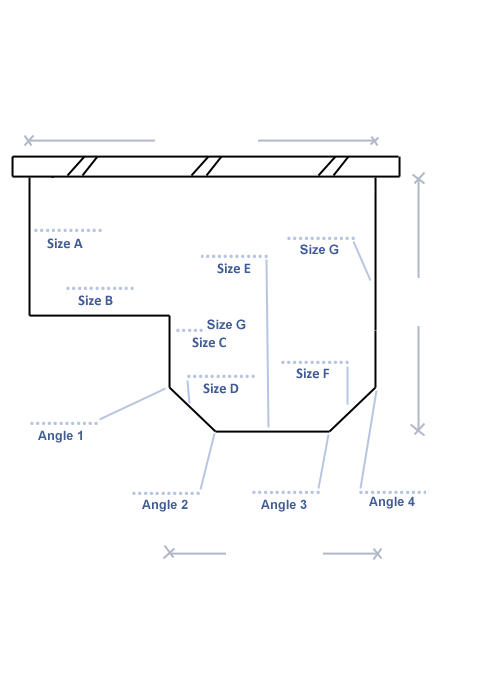 Size A
Size G
Size E
Size B
Size G
Size C
Size F
Size D
Angle 1
Angle 2
Angle 3
Angle 4